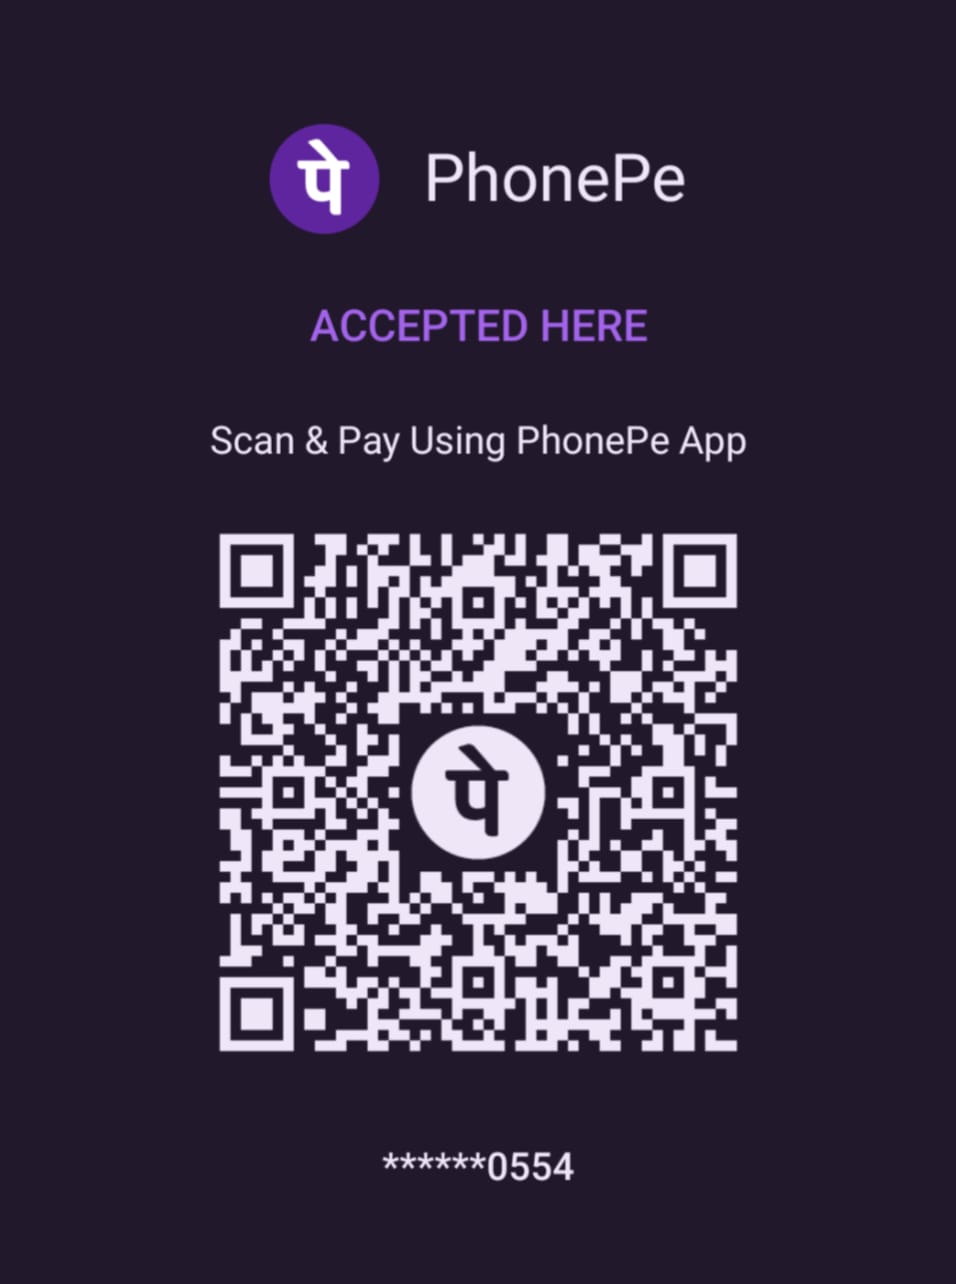 पे PhonePe
ACCEPTED HERE
Scan & Pay Using PhonePe App
पे
******0554